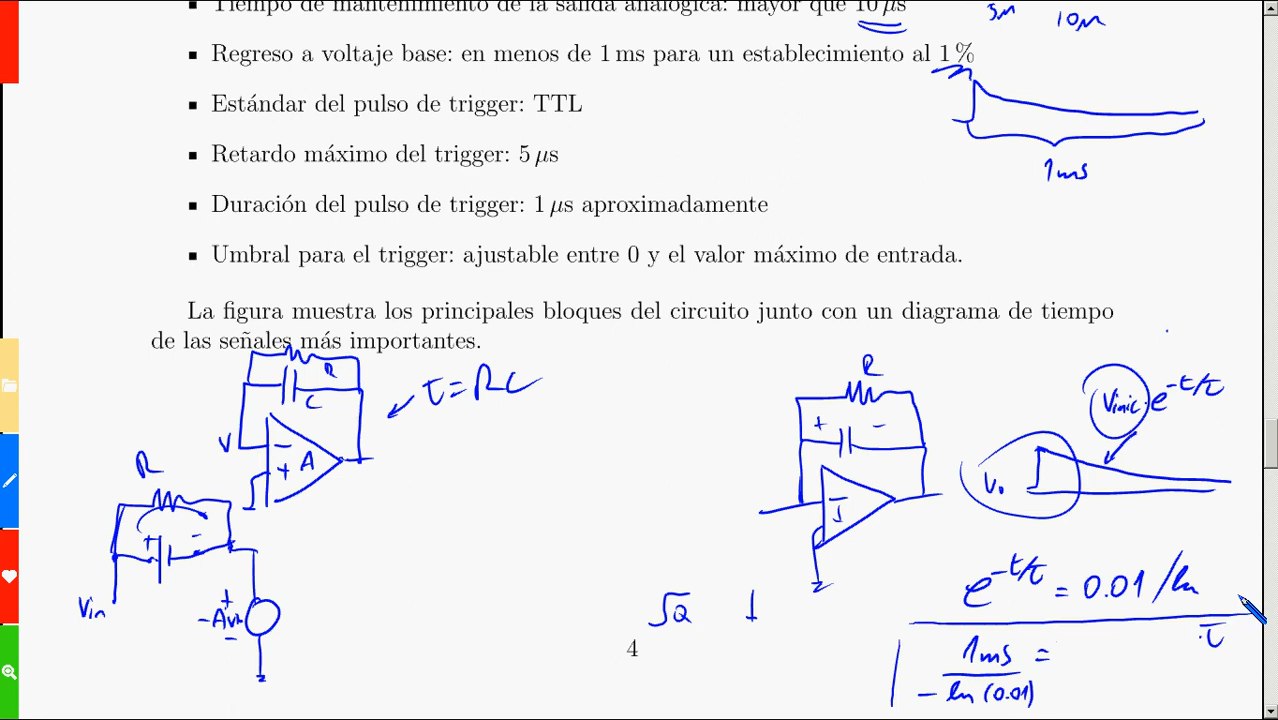 Tiempo de mantenimiento de la salida analógica: mayor que 10 µs
5µ 10µ
▪ Regreso a voltaje base: en menos de 1 ms para un establecimiento al 1 %
▪ Estándar del pulso de trigger: TTL
▪ Retardo máximo del trigger: 5 µs
1ms
▪ Duración del pulso de trigger: 1 µs aproximadamente
▪ Umbral para el trigger: ajustable entre 0 y el valor máximo de entrada.
La figura muestra los principales bloques del circuito junto con un diagrama de tiempo
de las señales más importantes.
R
C
τ = RC
V
- + A
R
+ -
Vin
+ -Av -
R
+ -
Vinic. e^-t/τ
Vo
e^-t/τ = 0.01 /ln
τ
1ms / - ln (0.01) =
4